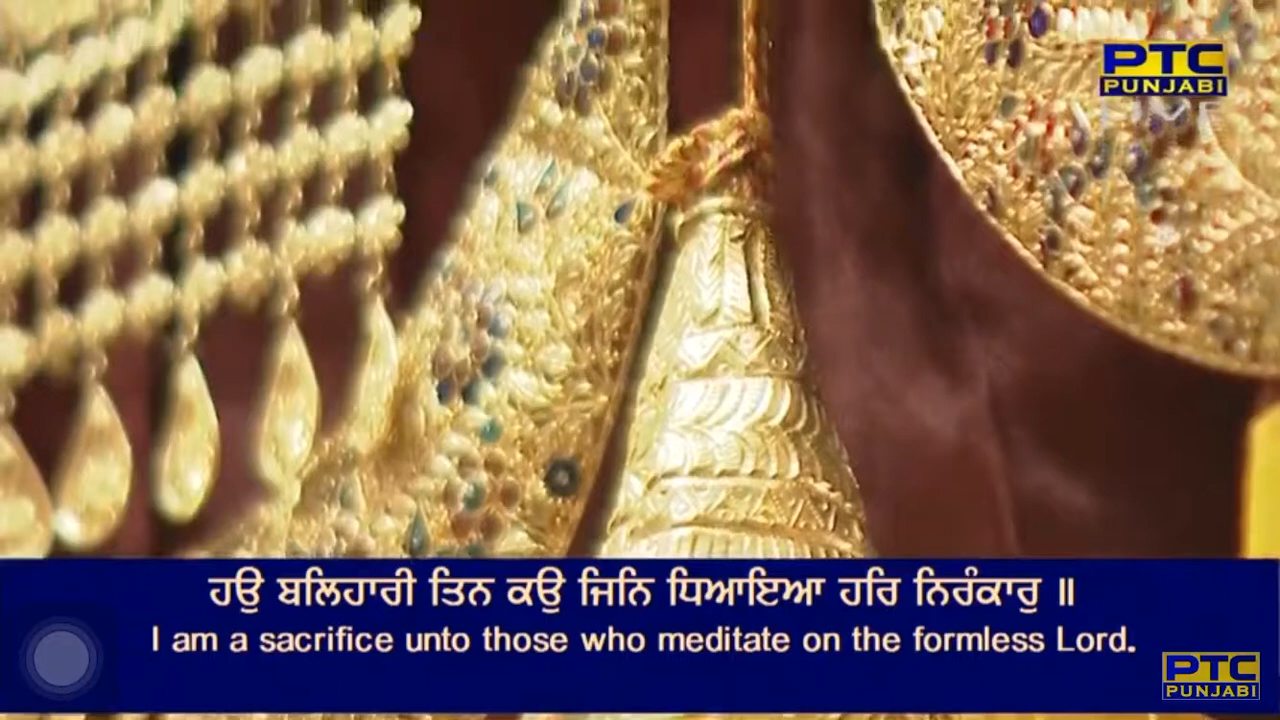 PTC
PUNJABI
ਹਉ ਬਲਿਹਾਰੀ ਤਿਨ ਕਉ ਜਿਨਿ ਧਿਆਇਆ ਹਰਿ ਨਿਰੰਕਾਰੁ ॥
I am a sacrifice unto those who meditate on the formless Lord.
PTC
PUNJABI